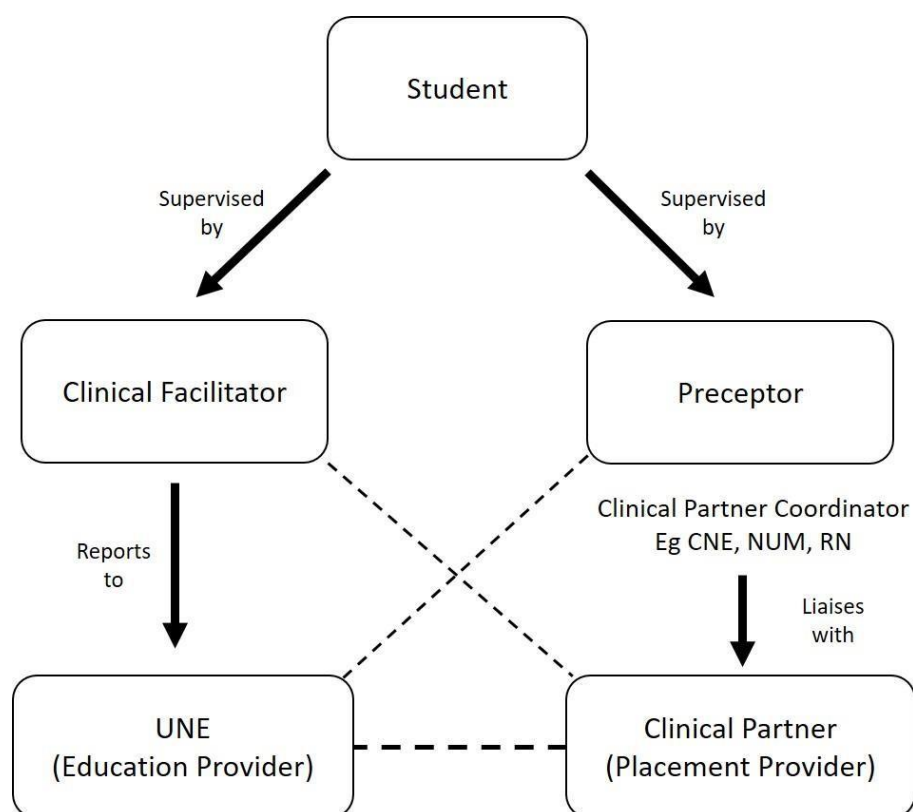 Student
Supervised
by
Supervised
by
Clinical Facilitator
Preceptor
Clinical Partner Coordinator
Eg CNE, NUM, RN
Reports
to
Liaises
with
UNE
(Education Provider)
Clinical Partner
(Placement Provider)